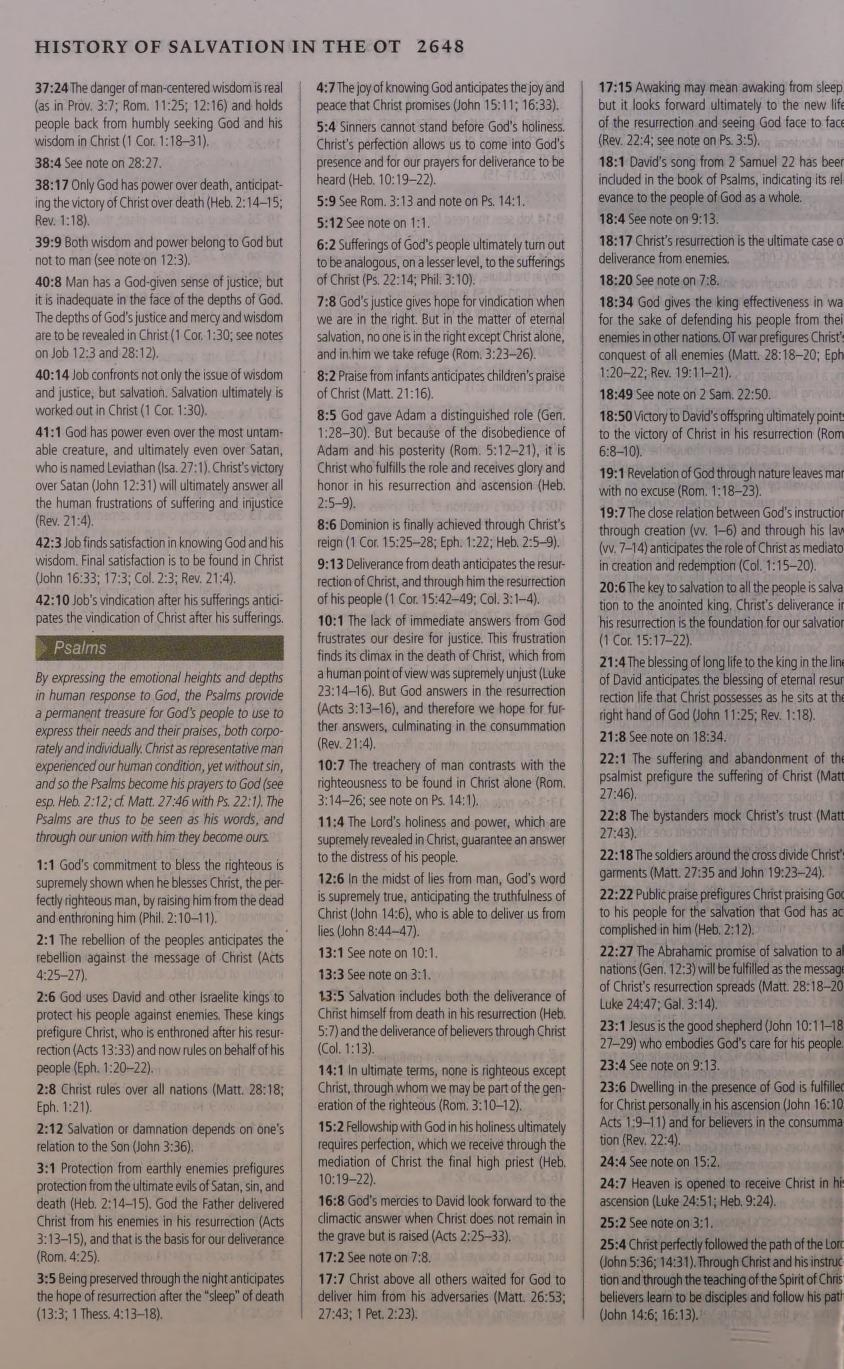 HISTORY OF SALVATION IN THE OT 2648
37:24 The danger of man-centered wisdom is real
(as in Prov. 3:7; Rom. 11:25; 12:16) and holds
people back from humbly seeking God and his
wisdom in Christ (1 Cor. 1:18–31).
38:4 See note on 28:27.
38:17 Only God has power over death, anticipat-
ing the victory of Christ over death (Heb. 2:14–15;
Rev. 1:18).
39:9 Both wisdom and power belong to God but
not to man (see note on 12:3).
40:8 Man has a God-given sense of justice, but
it is inadequate in the face of the depths of God.
The depths of God's justice and mercy and wisdom
are to be revealed in Christ (1 Cor. 1:30; see notes
on Job 12:3 and 28:12).
40:14 Job confronts not only the issue of wisdom
and justice, but salvation. Salvation ultimately is
worked out in Christ (1 Cor. 1:30).
41:1 God has power even over the most untam-
able creature, and ultimately even over Satan,
who is named Leviathan (Isa. 27:1). Christ's victory
over Satan (John 12:31) will ultimately answer all
the human frustrations of suffering and injustice
(Rev. 21:4).
42:3 Job finds satisfaction in knowing God and his
wisdom. Final satisfaction is to be found in Christ
(John 16:33; 17:3; Col. 2:3; Rev. 21:4).
42:10 Job's vindication after his sufferings antici-
pates the vindication of Christ after his sufferings.
Psalms
By expressing the emotional heights and depths
in human response to God, the Psalms provide
a permanent treasure for God's people to use to
express their needs and their praises, both corpo-
rately and individually. Christ as representative man
experienced our human condition, yet without sin,
and so the Psalms become his prayers to God (see
esp. Heb. 2:12; cf. Matt. 27:46 with Ps. 22:1). The
Psalms are thus to be seen as his words, and
through our union with him they become ours.
1:1 God's commitment to bless the righteous is
supremely shown when he blesses Christ, the per-
fectly righteous man, by raising him from the dead
and enthroning him (Phil. 2:10–11).
2:1 The rebellion of the peoples anticipates the
rebellion against the message of Christ (Acts
4:25–27).
2:6 God uses David and other Israelite kings to
protect his people against enemies. These kings
prefigure Christ, who is enthroned after his resur-
rection (Acts 13:33) and now rules on behalf of his
people (Eph. 1:20–22).
2:8 Christ rules over all nations (Matt. 28:18;
Eph. 1:21).
2:12 Salvation or damnation depends on one's
relation to the Son (John 3:36).
3:1 Protection from earthly enemies prefigures
protection from the ultimate evils of Satan, sin, and
death (Heb. 2:14–15). God the Father delivered
Christ from his enemies in his resurrection (Acts
3:13–15), and that is the basis for our deliverance
(Rom. 4:25).
3:5 Being preserved through the night anticipates
the hope of resurrection after the "sleep" of death
(13:3; 1 Thess. 4:13–18).
4:7 The joy of knowing God anticipates the joy and
peace that Christ promises (John 15:11; 16:33).
5:4 Sinners cannot stand before God's holiness.
Christ's perfection allows us to come into God's
presence and for our prayers for deliverance to be
heard (Heb. 10:19–22).
5:9 See Rom. 3:13 and note on Ps. 14:1.
5:12 See note on 1:1.
6:2 Sufferings of God's people ultimately turn out
to be analogous, on a lesser level, to the sufferings
of Christ (Ps. 22:14; Phil. 3:10).
7:8 God's justice gives hope for vindication when
we are in the right. But in the matter of eternal
salvation, no one is in the right except Christ alone,
and in him we take refuge (Rom. 3:23–26).
8:2 Praise from infants anticipates children's praise
of Christ (Matt. 21:16).
8:5 God gave Adam a distinguished role (Gen.
1:28–30). But because of the disobedience of
Adam and his posterity (Rom. 5:12–21), it is
Christ who fulfills the role and receives glory and
honor in his resurrection and ascension (Heb.
2:5–9).
8:6 Dominion is finally achieved through Christ's
reign (1 Cor. 15:25–28; Eph. 1:22; Heb. 2:5–9).
9:13 Deliverance from death anticipates the resur-
rection of Christ, and through him the resurrection
of his people (1 Cor. 15:42–49; Col. 3:1–4).
10:1 The lack of immediate answers from God
frustrates our desire for justice. This frustration
finds its climax in the death of Christ, which from
a human point of view was supremely unjust (Luke
23:14–16). But God answers in the resurrection
(Acts 3:13–16), and therefore we hope for fur-
ther answers, culminating in the consummation
(Rev. 21:4).
10:7 The treachery of man contrasts with the
righteousness to be found in Christ alone (Rom.
3:14–26; see note on Ps. 14:1).
11:4 The Lord's holiness and power, which are
supremely revealed in Christ, guarantee an answer
to the distress of his people.
12:6 In the midst of lies from man, God's word
is supremely true, anticipating the truthfulness of
Christ (John 14:6), who is able to deliver us from
lies (John 8:44–47).
13:1 See note on 10:1.
13:3 See note on 3:1.
13:5 Salvation includes both the deliverance of
Christ himself from death in his resurrection (Heb.
5:7) and the deliverance of believers through Christ
(Col. 1:13).
14:1 In ultimate terms, none is righteous except
Christ, through whom we may be part of the gen-
eration of the righteous (Rom. 3:10–12).
15:2 Fellowship with God in his holiness ultimately
requires perfection, which we receive through the
mediation of Christ the final high priest (Heb.
10:19–22).
16:8 God's mercies to David look forward to the
climactic answer when Christ does not remain in
the grave but is raised (Acts 2:25–33).
17:2 See note on 7:8.
17:7 Christ above all others waited for God to
deliver him from his adversaries (Matt. 26:53;
27:43; 1 Pet. 2:23).
17:15 Awaking may mean awaking from sleep
but it looks forward ultimately to the new life
of the resurrection and seeing God face to face
(Rev. 22:4; see note on Ps. 3:5).
18:1 David's song from 2 Samuel 22 has been
included in the book of Psalms, indicating its rel
evance to the people of God as a whole.
18:4 See note on 9:13.
18:17 Christ's resurrection is the ultimate case o
deliverance from enemies.
18:20 See note on 7:8.
18:34 God gives the king effectiveness in wa
for the sake of defending his people from thei
enemies in other nations. OT war prefigures Christ's
conquest of all enemies (Matt. 28:18–20; Eph
1:20–22; Rev. 19:11–21).
18:49 See note on 2 Sam. 22:50.
18:50 Victory to David's offspring ultimately points
to the victory of Christ in his resurrection (Rom
6:8–10).
19:1 Revelation of God through nature leaves man
with no excuse (Rom. 1:18–23).
19:7 The close relation between God's instruction
through creation (vv. 1–6) and through his law
(vv. 7–14) anticipates the role of Christ as mediato
in creation and redemption (Col. 1:15–20).
20:6 The key to salvation to all the people is salva
tion to the anointed king. Christ's deliverance in
his resurrection is the foundation for our salvation
(1 Cor. 15:17–22).
21:4 The blessing of long life to the king in the line
of David anticipates the blessing of eternal resur
rection life that Christ possesses as he sits at the
right hand of God (John 11:25; Rev. 1:18).
21:8 See note on 18:34.
22:1 The suffering and abandonment of the
psalmist prefigure the suffering of Christ (Matt
27:46).
22:8 The bystanders mock Christ's trust (Matt
27:43).
22:18 The soldiers around the cross divide Christ's
garments (Matt. 27:35 and John 19:23–24).
22:22 Public praise prefigures Christ praising God
to his people for the salvation that God has ac
complished in him (Heb. 2:12).
22:27 The Abrahamic promise of salvation to al
nations (Gen. 12:3) will be fulfilled as the message
of Christ's resurrection spreads (Matt. 28:18–20
Luke 24:47; Gal. 3:14).
23:1 Jesus is the good shepherd (John 10:11–18
27–29) who embodies God's care for his people.
23:4 See note on 9:13.
23:6 Dwelling in the presence of God is fulfilled
for Christ personally in his ascension (John 16:10
Acts 1:9–11) and for believers in the consumma
tion (Rev. 22:4).
24:4 See note on 15:2.
24:7 Heaven is opened to receive Christ in his
ascension (Luke 24:51; Heb. 9:24).
25:2 See note on 3:1.
25:4 Christ perfectly followed the path of the Lord
(John 5:36; 14:31). Through Christ and his instruc
tion and through the teaching of the Spirit of Chris
believers learn to be disciples and follow his path
(John 14:6; 16:13).